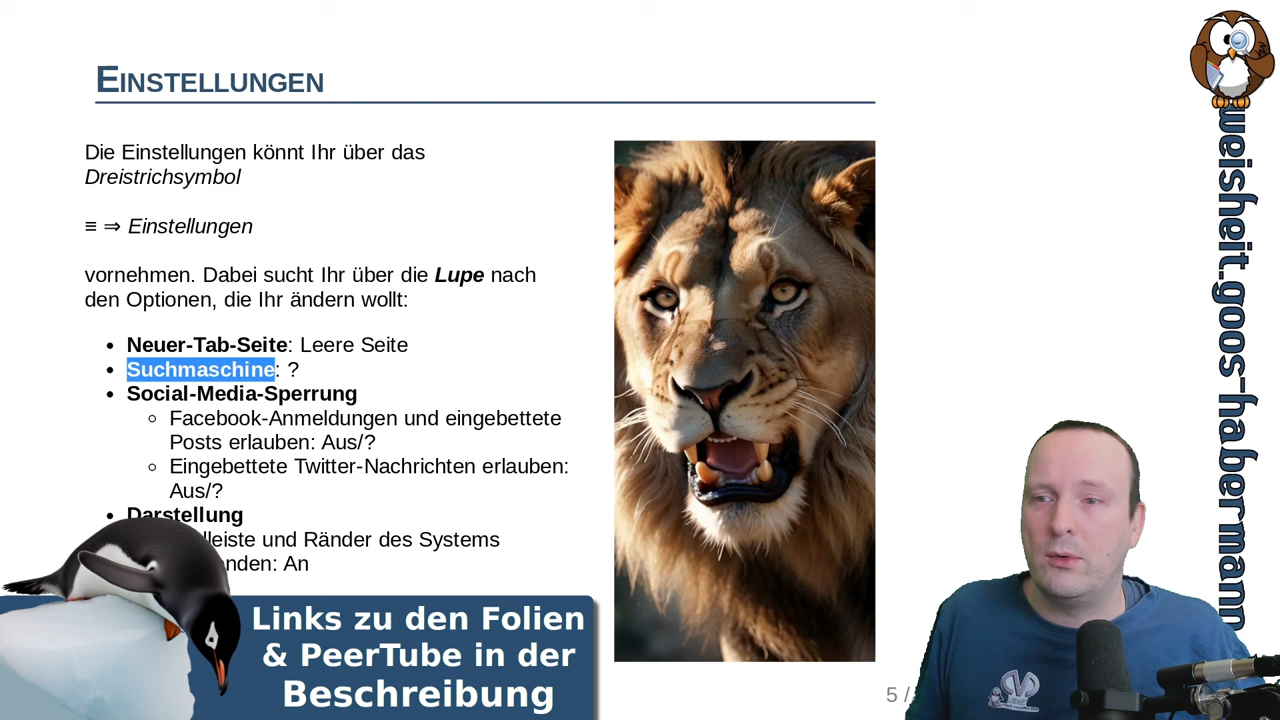 Einstellungen
Die Einstellungen könnt Ihr über das
Dreistrichsymbol
≡ ⇒ Einstellungen
vornehmen. Dabei sucht Ihr über die Lupe nach
den Optionen, die Ihr ändern wollt:
• Neuer-Tab-Seite: Leere Seite
• Suchmaschine: ?
• Social-Media-Sperrung
◦ Facebook-Anmeldungen und eingebettete
Posts erlauben: Aus/?
◦ Eingebettete Twitter-Nachrichten erlauben:
Aus/?
• Darstellung
leiste und Ränder des Systems
nden: An
Links zu den Folien
& PeerTube in der
Beschreibung
5 /
weisheit.goos-habermann